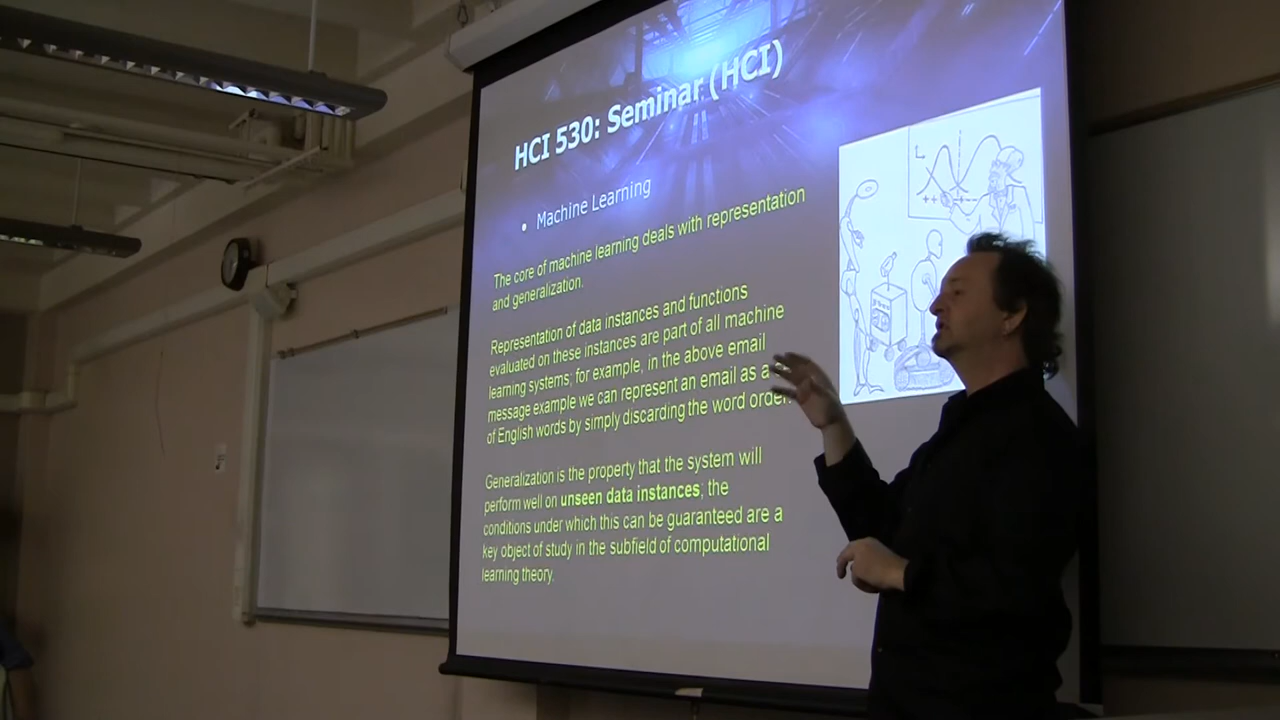 HCI 530: Seminar (HCI)
• Machine Learning
The core of machine learning deals with representation
and generalization.
Representation of data instances and functions
evaluated on these instances are part of all machine
learning systems; for example, in the above email
message example we can represent an email as a
of English words by simply discarding the word order.
Generalization is the property that the system will
perform well on unseen data instances; the
conditions under which this can be guaranteed are a
key object of study in the subfield of computational
learning theory.